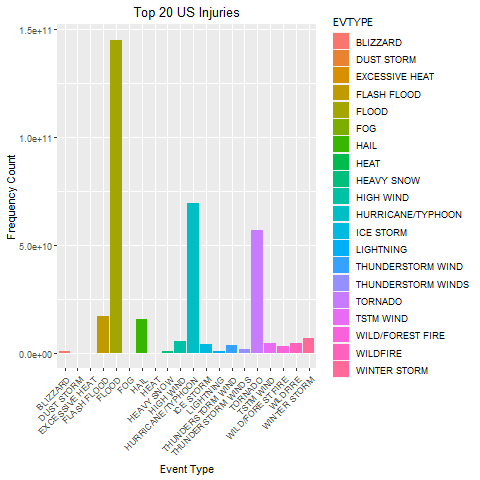 Top 20 US Injuries
Frequency Count
1.5e+11
1.0e+11
5.0e+10
0.0e+00
BLIZZARD
DUST STORM
EXCESSIVE HEAT
FLASH FLOOD
FLOOD
FOG
HAIL
HEAT
HEAVY SNOW
HIGH WIND
HURRICANE/TYPHOON
ICE STORM
LIGHTNING
THUNDERSTORM WIND
THUNDERSTORM WINDS
TORNADO
TSTM WIND
WILD/FOREST FIRE
WILDFIRE
WINTER STORM
Event Type
EVTYPE
BLIZZARD
DUST STORM
EXCESSIVE HEAT
FLASH FLOOD
FLOOD
FOG
HAIL
HEAT
HEAVY SNOW
HIGH WIND
HURRICANE/TYPHOON
ICE STORM
LIGHTNING
THUNDERSTORM WIND
THUNDERSTORM WINDS
TORNADO
TSTM WIND
WILD/FOREST FIRE
WILDFIRE
WINTER STORM